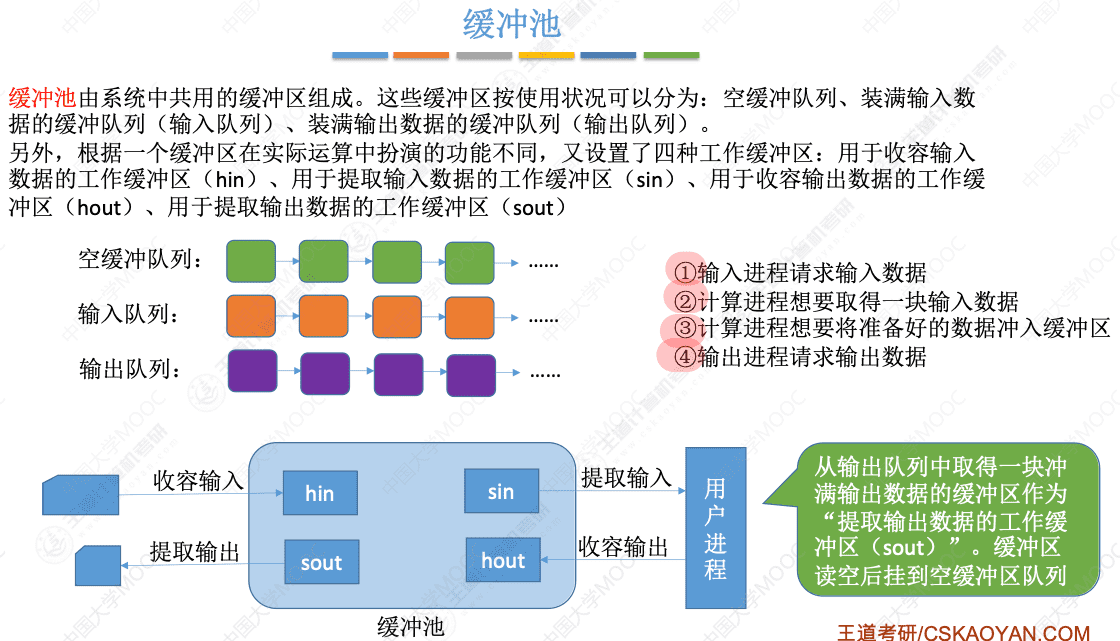 缓冲池
缓冲池由系统中共用的缓冲区组成。这些缓冲区按使用状况可以分为：空缓冲队列、装满输入数
据的缓冲队列（输入队列）、装满输出数据的缓冲队列（输出队列）。
另外，根据一个缓冲区在实际运算中扮演的功能不同，又设置了四种工作缓冲区：用于收容输入
数据的工作缓冲区（hin）、用于提取输入数据的工作缓冲区（sin）、用于收容输出数据的工作缓
冲区（hout）、用于提取输出数据的工作缓冲区（sout）
空缓冲队列：
……
输入队列：
……
输出队列：
……
①输入进程请求输入数据
②计算进程想要取得一块输入数据
③计算进程想要将准备好的数据冲入缓冲区
④输出进程请求输出数据
收容输入
hin
sin
提取输入
提取输出
sout
hout
收容输出
用户进程
缓冲池
从输出队列中取得一块冲
满输出数据的缓冲区作为
“提取输出数据的工作缓
冲区（sout）”。缓冲区
读空后挂到空缓冲区队列
王道考研/CSKAOYAN.COM
中国大学MOOC
王道计算机考研